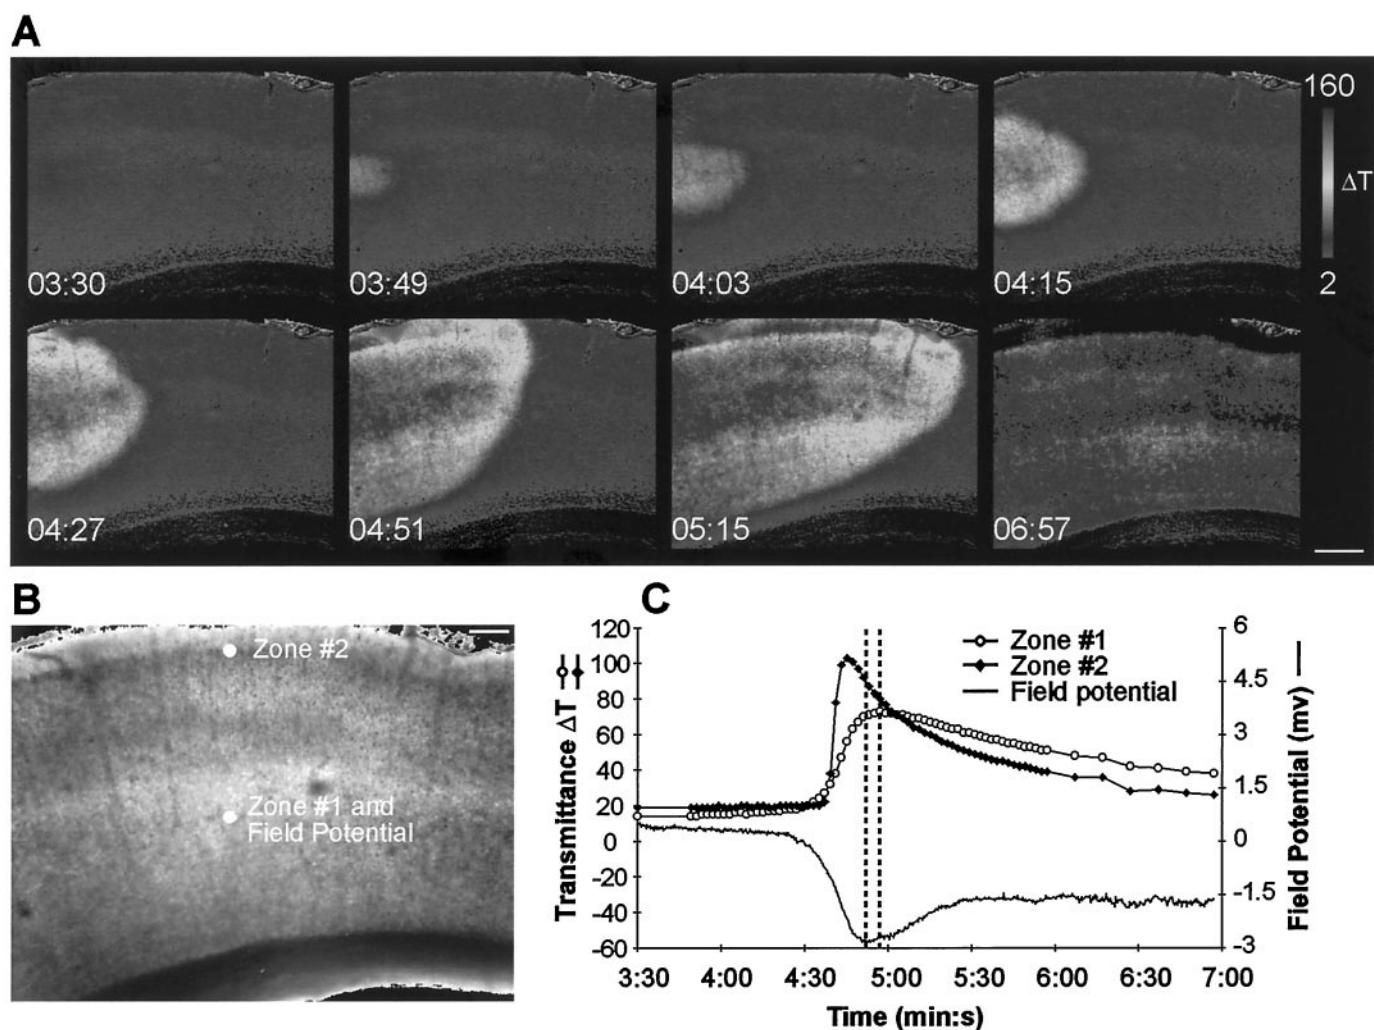 A
160
ΔT
2
03:30
03:49
04:03
04:15
04:27
04:51
05:15
06:57
B
Zone #2
Zone #1 and
Field Potential
C
Transmittance ΔT
120
100
80
60
40
20
0
-20
-40
-60
Zone #1
Zone #2
Field potential
6
4.5
3
1.5
0
-1.5
-3
Field Potential (mv)
3:30 4:00 4:30 5:00 5:30 6:00 6:30 7:00
Time (min:s)